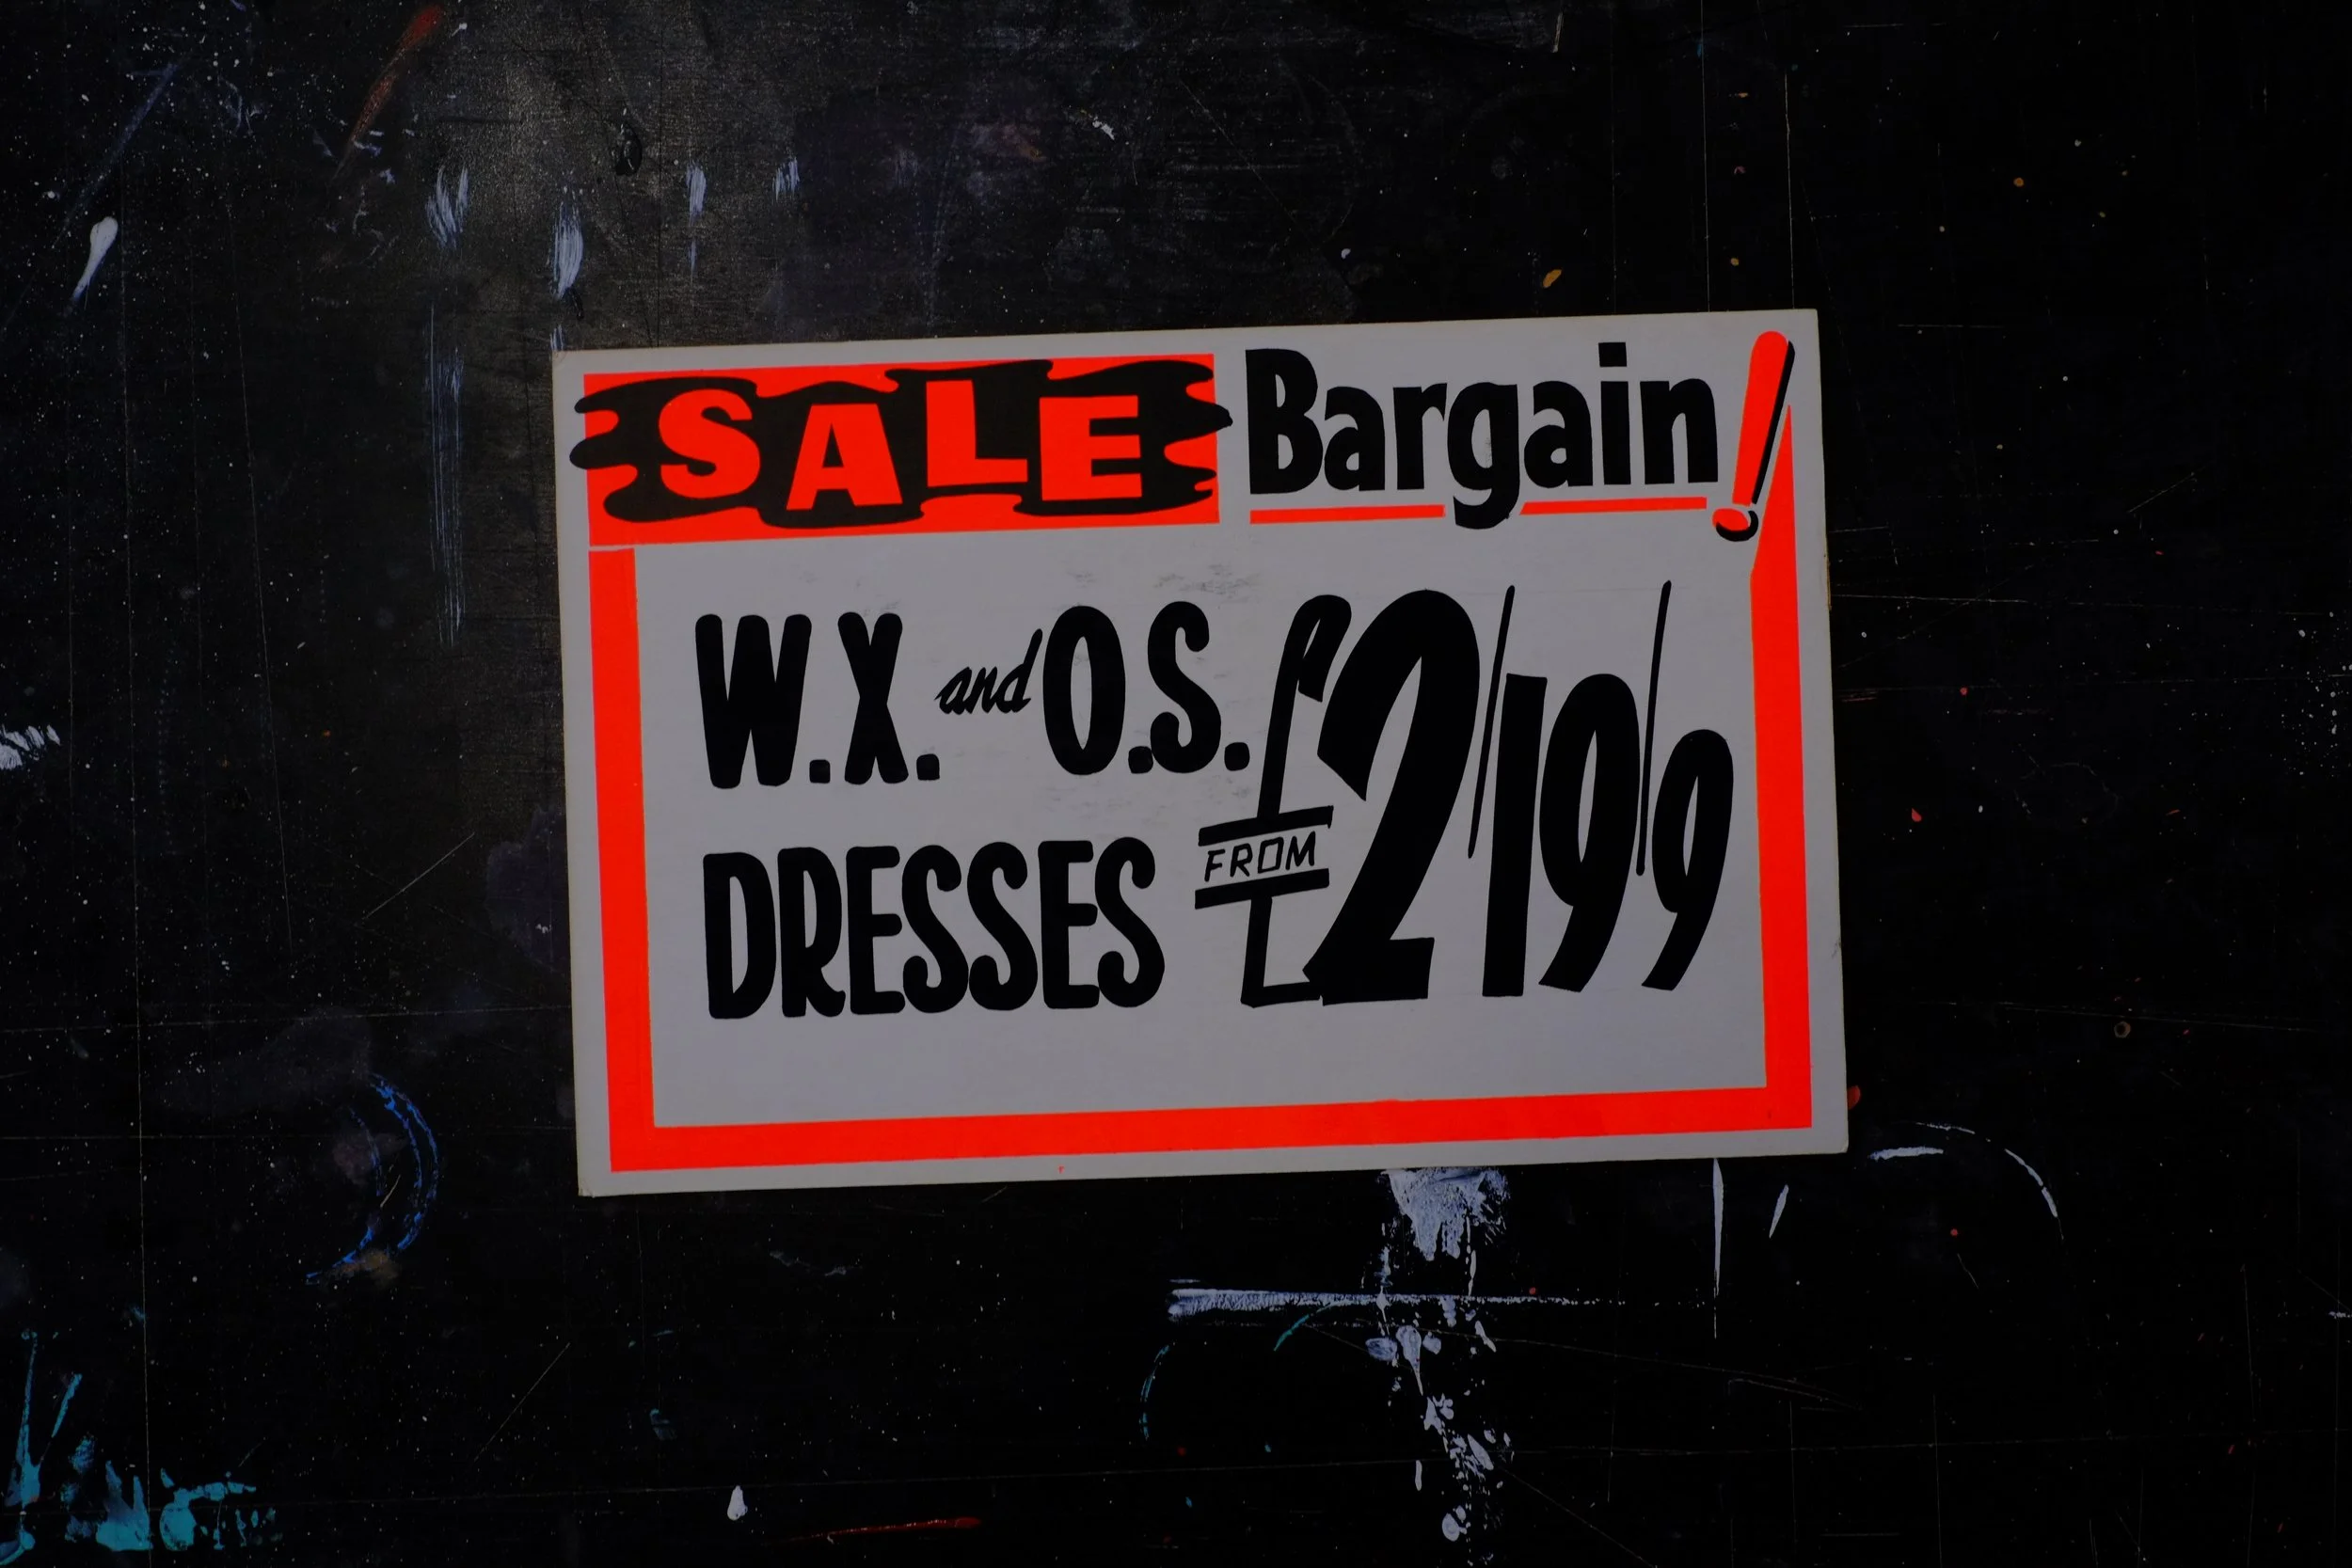 SALE Bargain!
W.X. and O.S.
DRESSES
FROM
£2/19/9